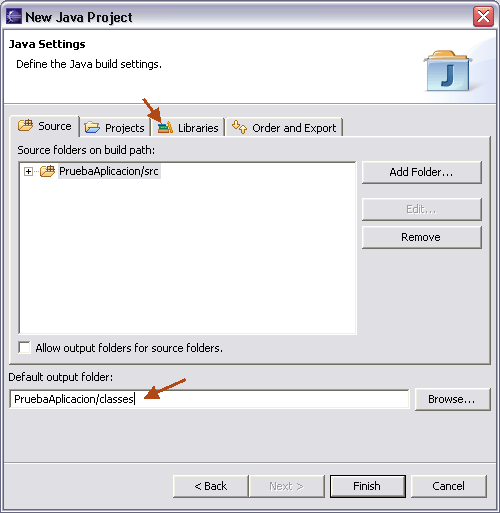 New Java Project
Java Settings
Define the Java build settings.
J
Source Projects Libraries Order and Export
Source folders on build path:
PruebaAplicacion/src
Add Folder...
Edit...
Remove
Allow output folders for source folders.
Default output folder:
PruebaAplicacion/classes Browse...
< Back Next > Finish Cancel